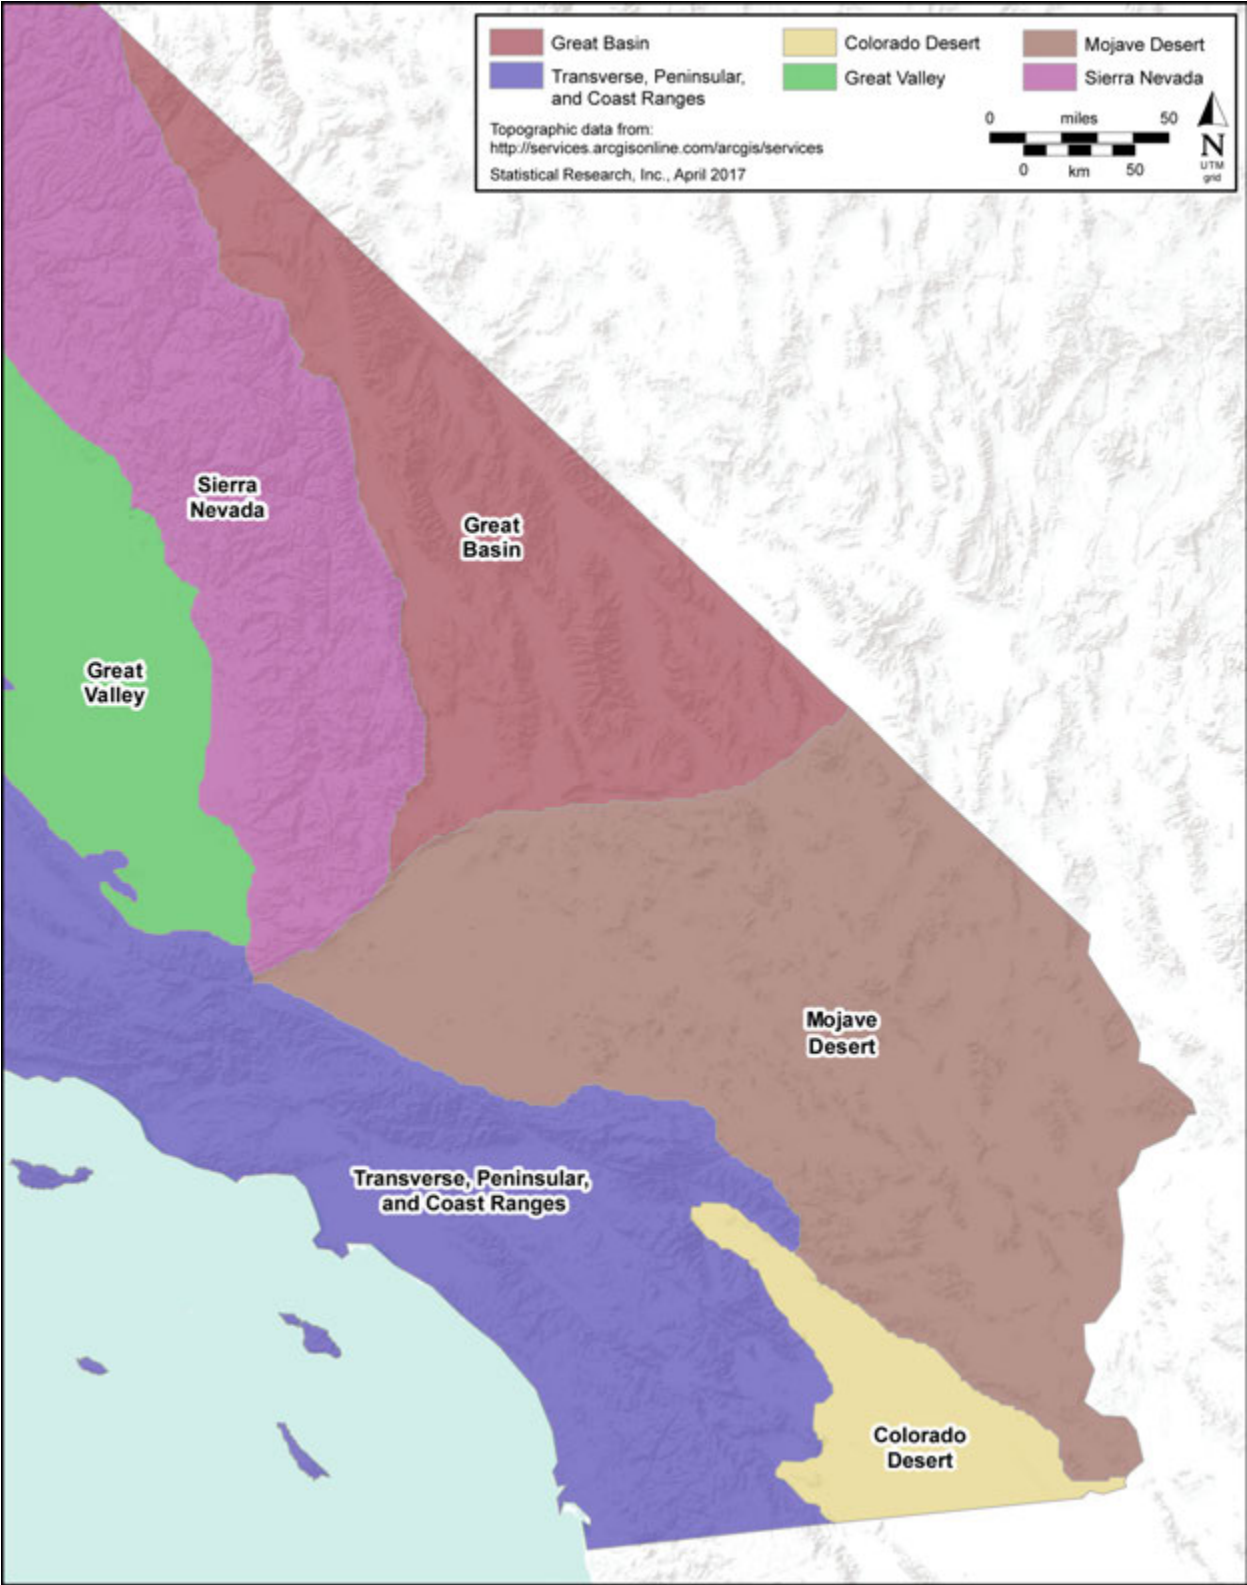 Great Basin
Colorado Desert
Mojave Desert
Transverse, Peninsular,
and Coast Ranges
Great Valley
Sierra Nevada
Topographic data from:
http://services.arcgisonline.com/arcgis/services
Statistical Research, Inc., April 2017
0 miles 50
0 km 50
N
UTM
grid
Sierra
Nevada
Great
Basin
Great
Valley
Mojave
Desert
Transverse, Peninsular,
and Coast Ranges
Colorado
Desert